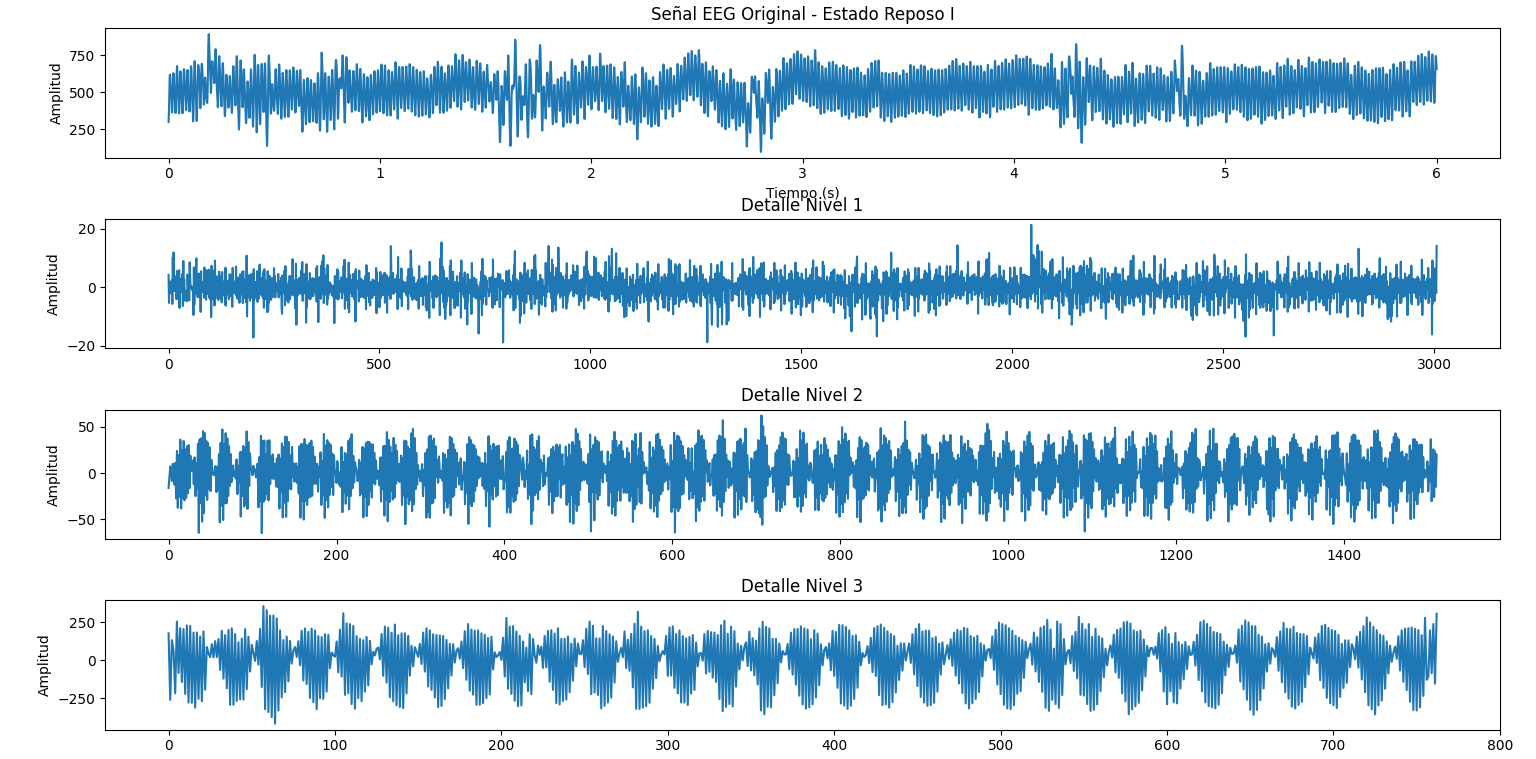 Señal EEG Original - Estado Reposo I
Amplitud
750
500
250
0 1 2 3 4 5 6
Tiempo (s)
Detalle Nivel 1
Amplitud
20
0
−20
0 500 1000 1500 2000 2500 3000
Detalle Nivel 2
Amplitud
50
0
−50
0 200 400 600 800 1000 1200 1400
Detalle Nivel 3
Amplitud
250
0
−250
0 100 200 300 400 500 600 700 800